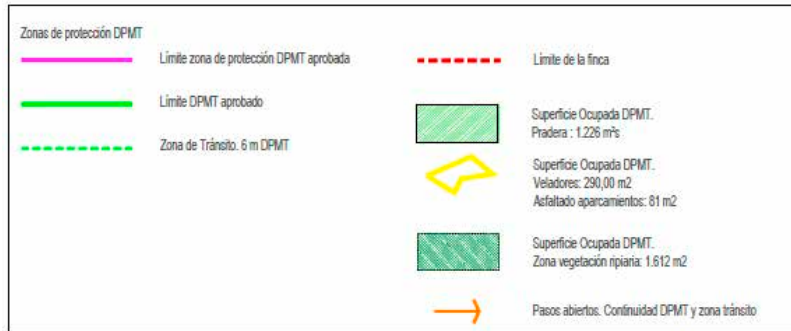 Zonas de protección DPMT
Límite zona de protección DPMT aprobada
Límite DPMT aprobado
Zona de Tránsito. 6 m DPMT
Límite de la finca
Superficie Ocupada DPMT.
Pradera : 1.226 m²s
Superficie Ocupada DPMT.
Veladores: 290,00 m2
Asfaltado aparcamientos: 81 m2
Superficie Ocupada DPMT.
Zona vegetación ripiaria: 1.612 m2
Pasos abiertos. Continuidad DPMT y zona tránsito